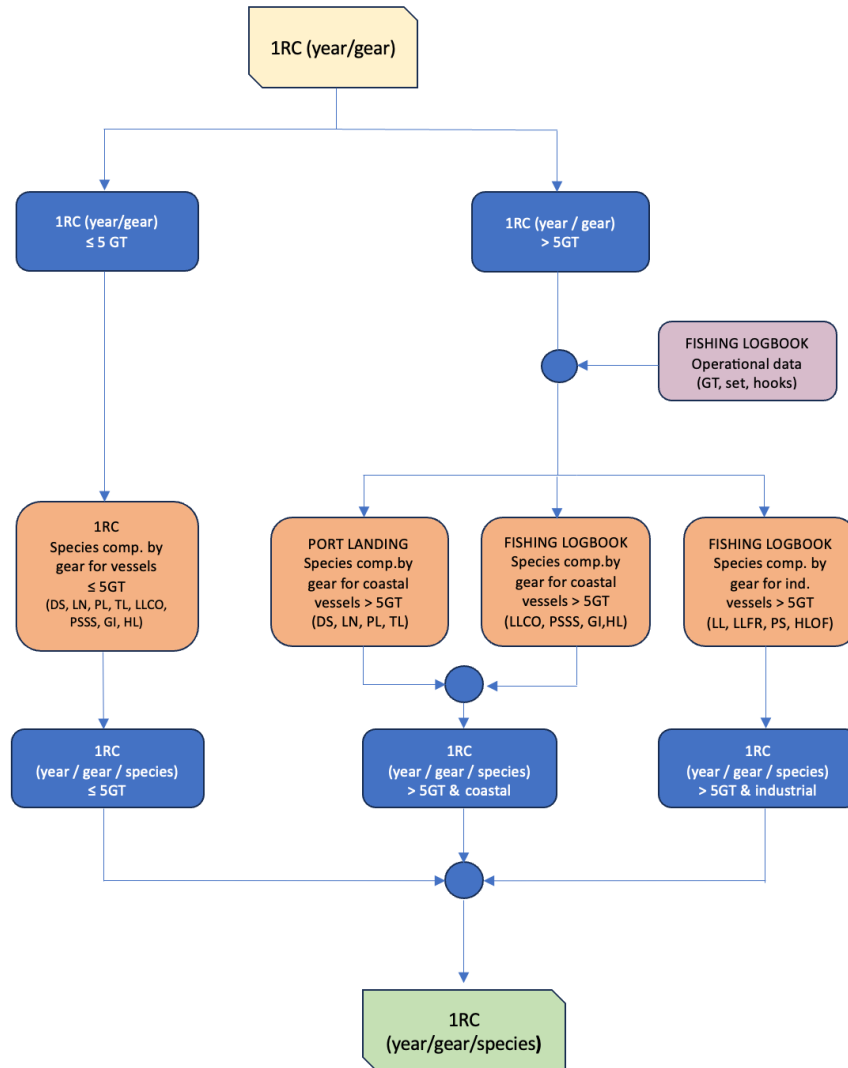 1RC (year/gear)
1RC (year/gear)
≤ 5 GT
1RC (year / gear)
> 5GT
FISHING LOGBOOK
Operational data
(GT, set, hooks)
1RC
Species comp. by
gear for vessels
≤ 5GT
(DS, LN, PL, TL, LLCO,
PSSS, GI, HL)
PORT LANDING
Species comp.by
gear for coastal
vessels > 5GT
(DS, LN, PL, TL)
FISHING LOGBOOK
Species comp.by
gear for coastal
vessels > 5GT
(LLCO, PSSS, GI,HL)
FISHING LOGBOOK
Species comp. by
gear for ind.
vessels > 5GT
(LL, LLFR, PS, HLOF)
1RC
(year / gear / species)
≤ 5GT
1RC
(year / gear / species)
> 5GT & coastal
1RC
(year / gear / species)
> 5GT & industrial
1RC
(year/gear/species)